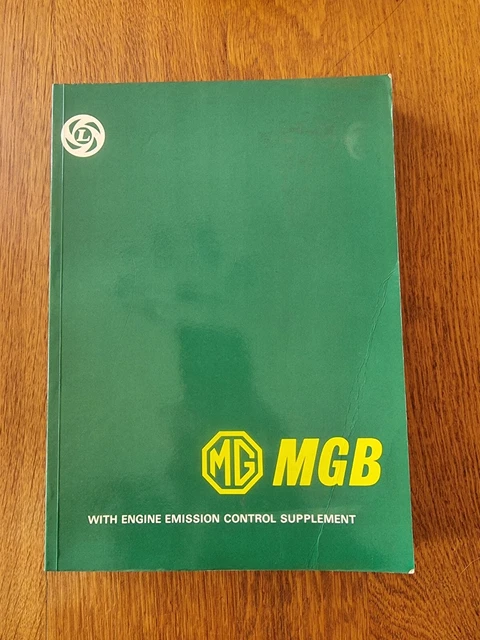 L
MG MGB
WITH ENGINE EMISSION CONTROL SUPPLEMENT